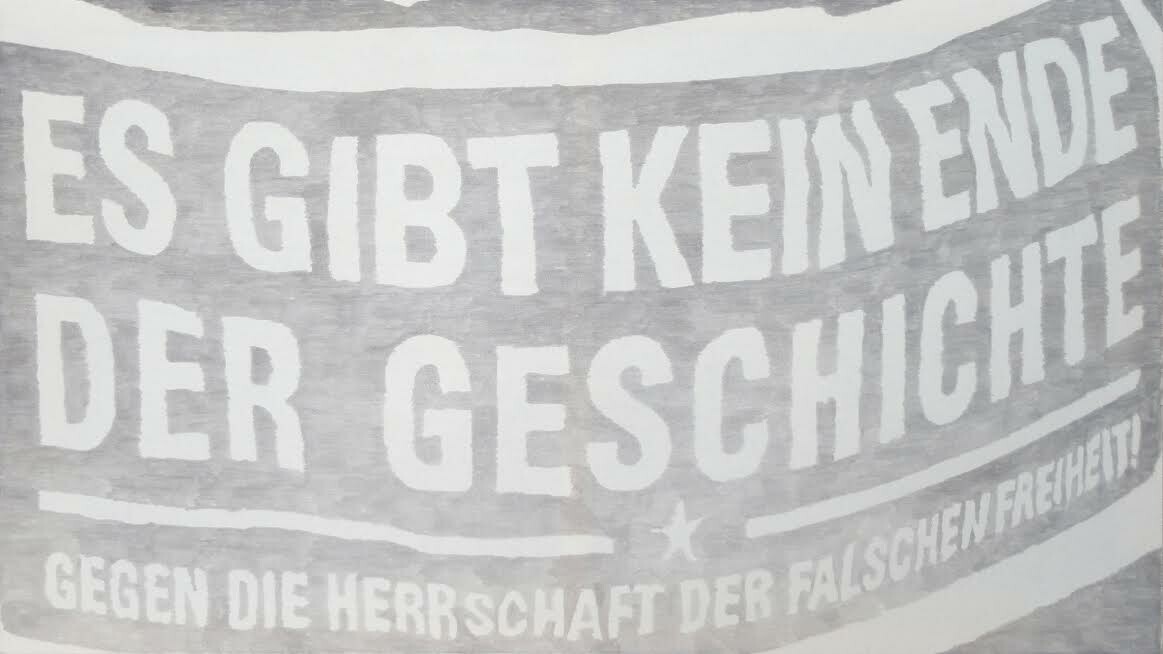 ES GIBT KEIN ENDE
DER GESCHICHTE
GEGEN DIE HERRSCHAFT DER FALSCHEN FREIHEIT!